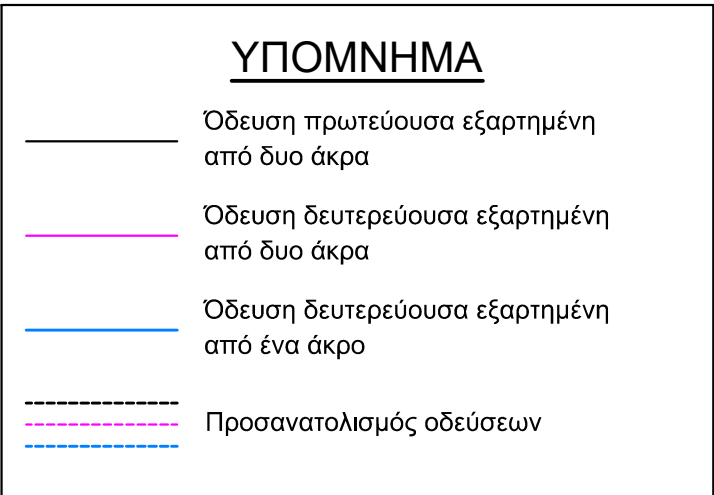 ΥΠΟΜΝΗΜΑ
Όδευση πρωτεύουσα εξαρτημένη
από δυο άκρα
Όδευση δευτερεύουσα εξαρτημένη
από δυο άκρα
Όδευση δευτερεύουσα εξαρτημένη
από ένα άκρο
Προσανατολισμός οδεύσεων